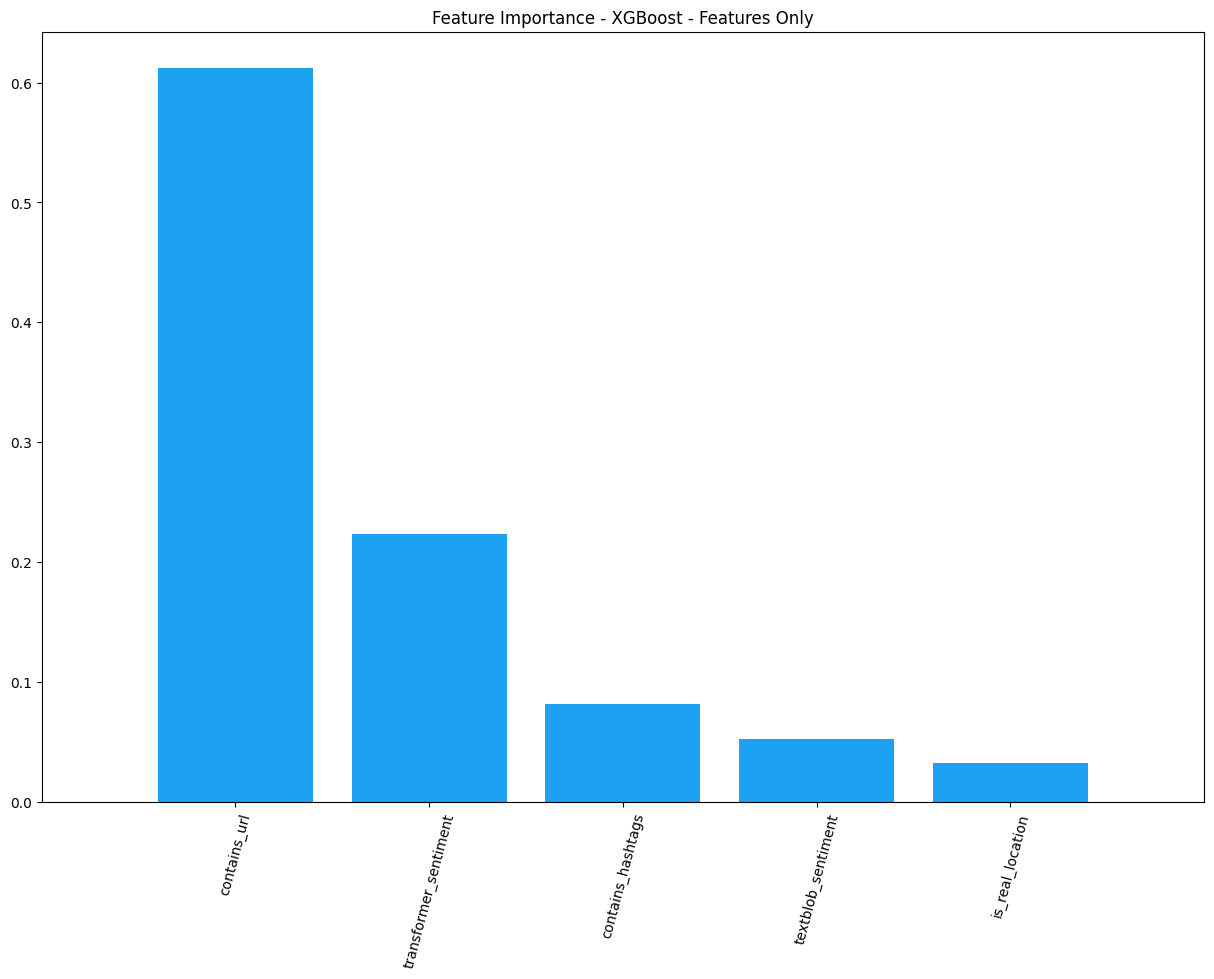 Feature Importance - XGBoost - Features Only
0.6
0.5
0.4
0.3
0.2
0.1
0.0
contains_url
transformer_sentiment
contains_hashtags
textblob_sentiment
is_real_location